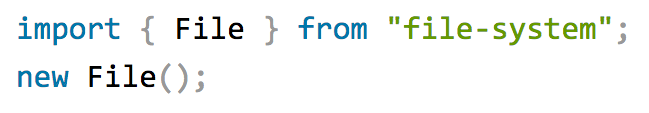 import { File } from "file-system";
new File();